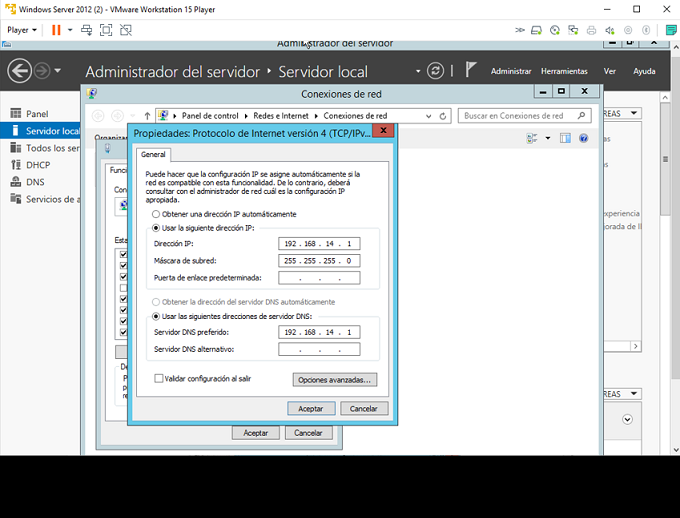 Windows Server 2012 (2) - VMware Workstation 15 Player
Player
Administrador del servidor
Administrador del servidor
Servidor local
Administrar
Herramientas
Ver
Ayuda
Panel
Servidor local
Todos los ser
DHCP
DNS
Servicios de a
Conexiones de red
Panel de control
Redes e Internet
Conexiones de red
Buscar en Conexiones de red
Organiza
REAS
Propiedades: Protocolo de Internet versión 4 (TCP/IPv...
General
Funció
Puede hacer que la configuración IP se asigne automáticamente si la
red es compatible con esta funcionalidad. De lo contrario, deberá
consultar con el administrador de red cuál es la configuración IP
apropiada.
Obtener una dirección IP automáticamente
Usar la siguiente dirección IP:
Dirección IP: 192 . 168 . 14 . 1
Máscara de subred: 255 . 255 . 255 . 0
Puerta de enlace predeterminada: . . .
Obtener la dirección del servidor DNS automáticamente
Usar las siguientes direcciones de servidor DNS:
Servidor DNS preferido: 192 . 168 . 14 . 1
Servidor DNS alternativo: . . .
Validar configuración al salir
Opciones avanzadas...
Aceptar
Cancelar
Aceptar
Cancelar
Con
Esta
De
experiencia
REAS